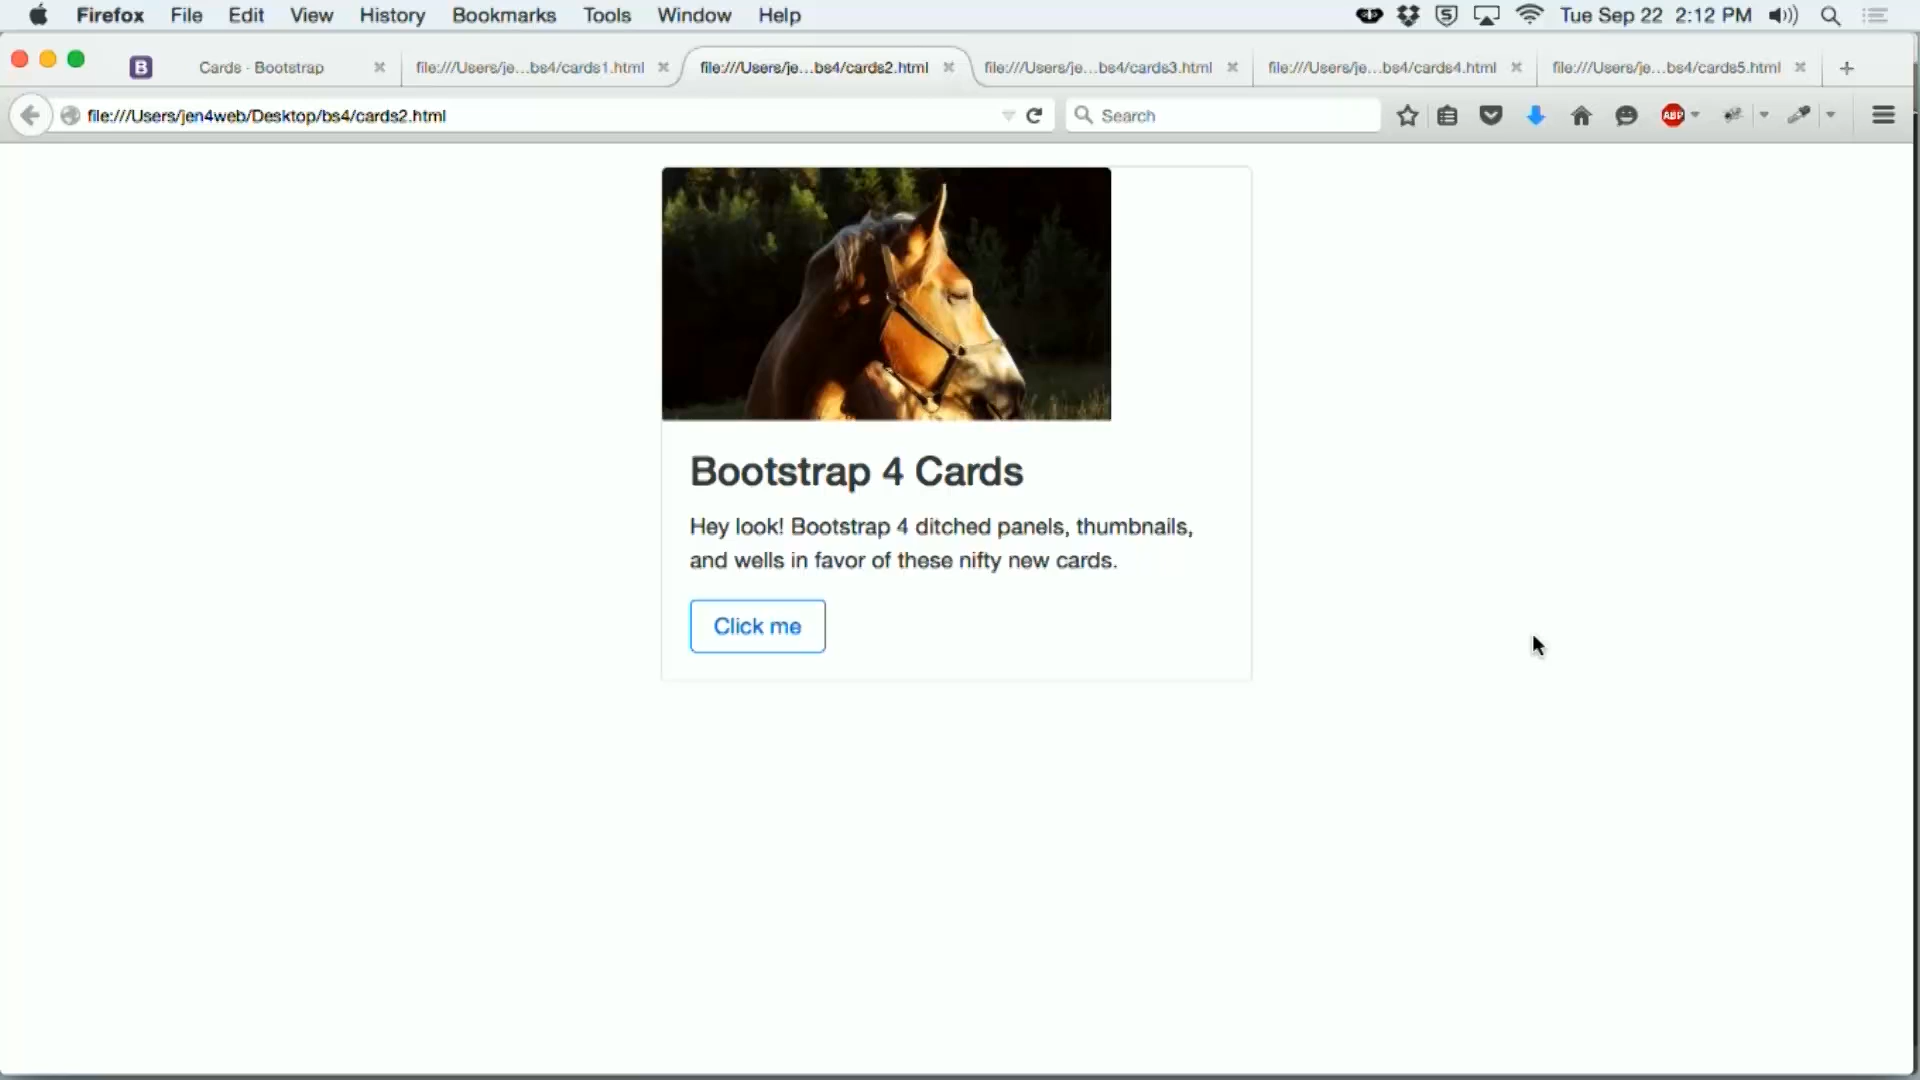 Firefox File Edit View History Bookmarks Tools Window Help Tue Sep 22 2:12 PM
B Cards - Bootstrap file:///Users/je...bs4/cards1.html file:///Users/je...bs4/cards2.html file:///Users/je...bs4/cards3.html file:///Users/je...bs4/cards4.html file:///Users/je...bs4/cards5.html
file:///Users/jen4web/Desktop/bs4/cards2.html Search ABP
Bootstrap 4 Cards
Hey look! Bootstrap 4 ditched panels, thumbnails,
and wells in favor of these nifty new cards.
Click me